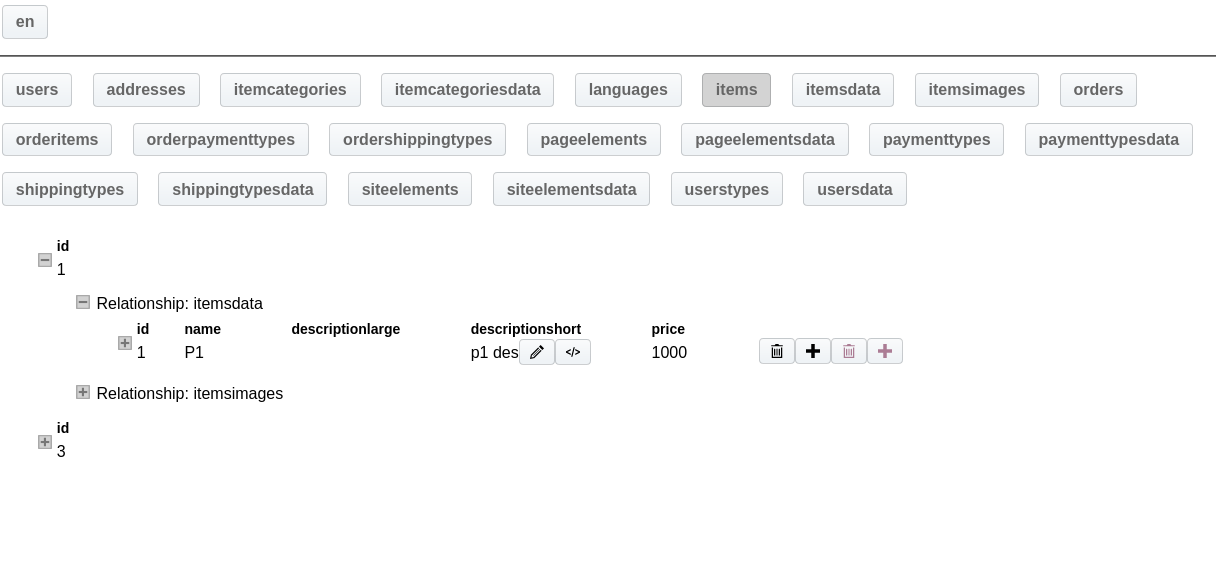 en
users addresses itemcategories itemcategoriesdata languages items itemsdata itemsimages orders
orderitems orderpaymenttypes ordershippingtypes pageelements pageelementsdata paymenttypes paymenttypesdata
shippingtypes shippingtypesdata siteelements siteelementsdata userstypes usersdata
id
1
Relationship: itemsdata
id name descriptionlarge descriptionshort price
1 P1 p1 des </> 1000
Relationship: itemsimages
id
3